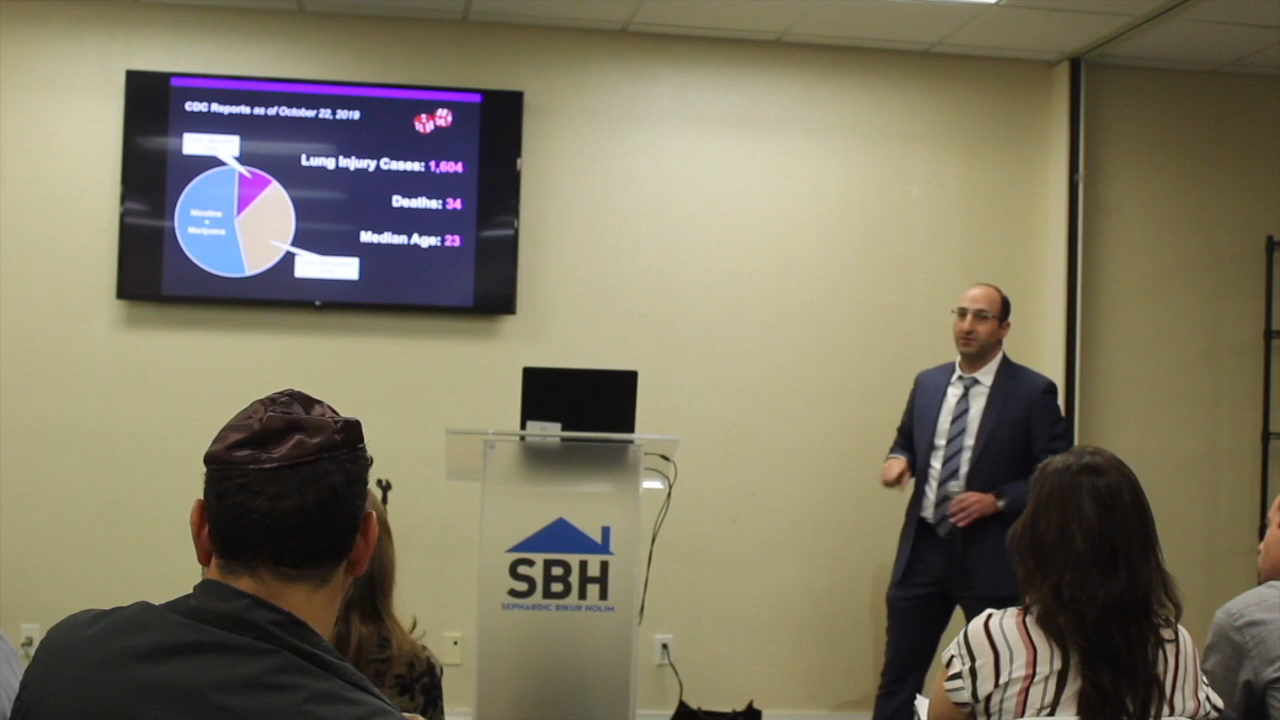 CDC Reports as of October 22, 2019
Lung Injury Cases: 1,604
Deaths: 34
Median Age: 23
Nicotine
+
Marijuana
SBH
SEPHARDIC BIKUR HOLIM